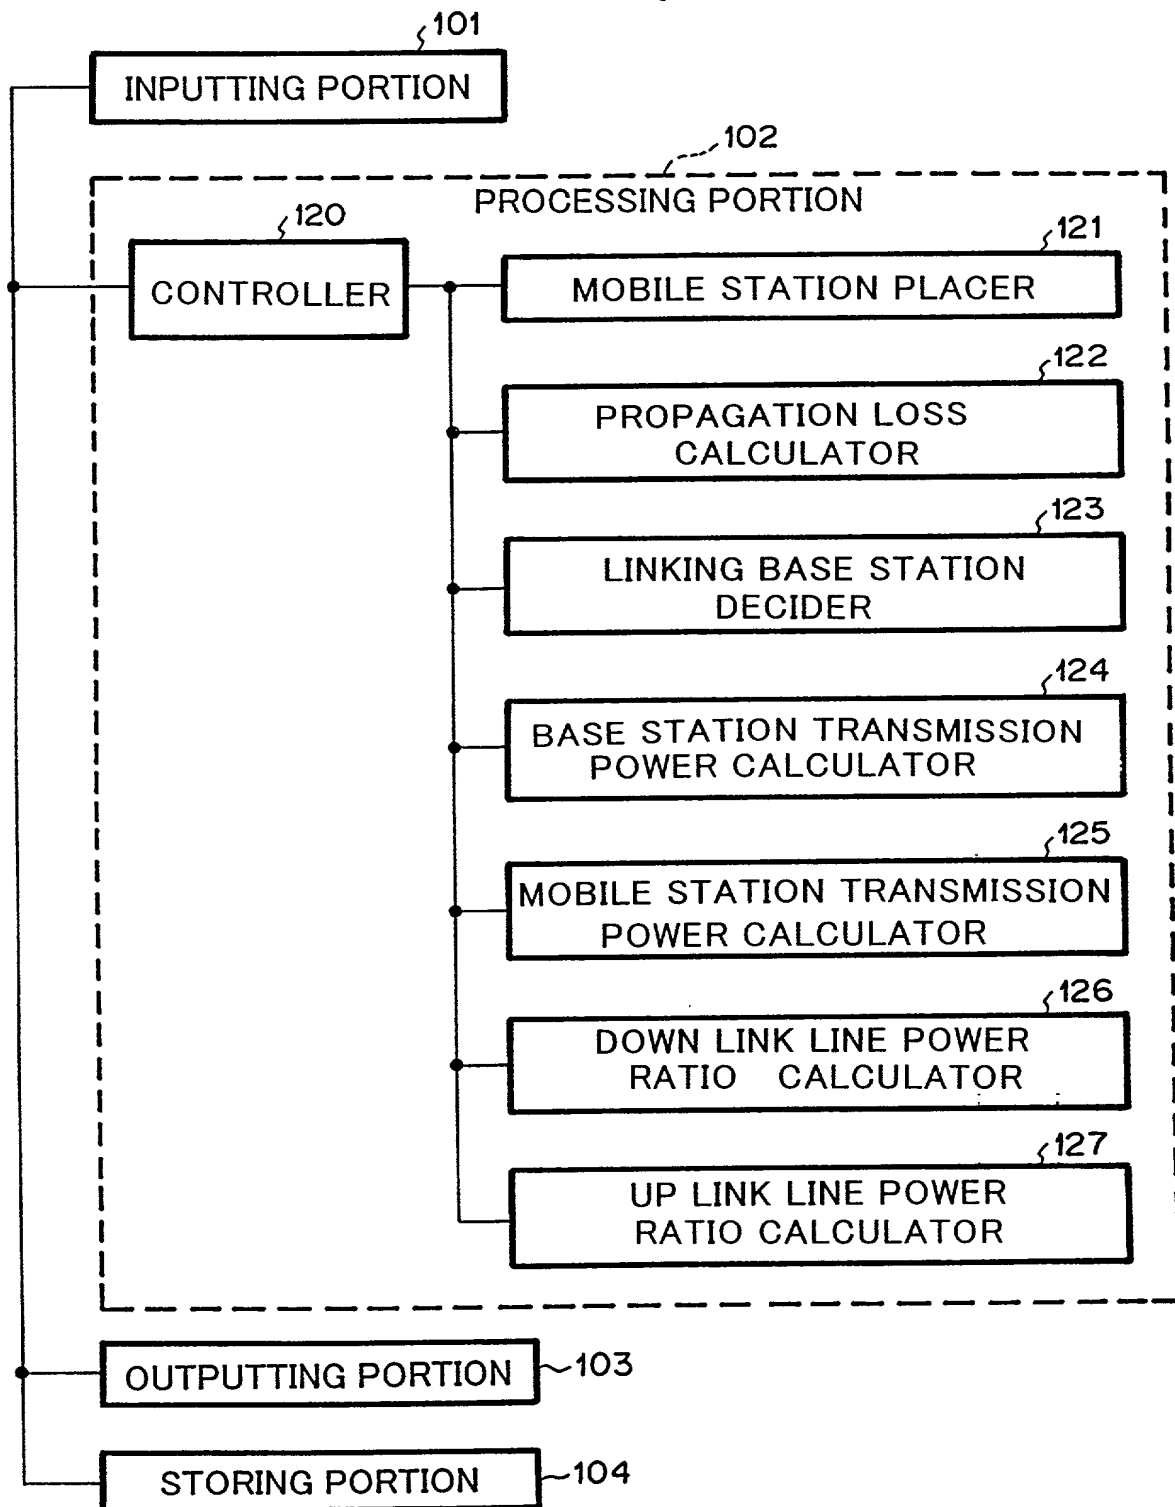 101
INPUTTING PORTION
102
PROCESSING PORTION
120
CONTROLLER
121
MOBILE STATION PLACER
122
PROPAGATION LOSS
CALCULATOR
123
LINKING BASE STATION
DECIDER
124
BASE STATION TRANSMISSION
POWER CALCULATOR
125
MOBILE STATION TRANSMISSION
POWER CALCULATOR
126
DOWN LINK LINE POWER
RATIO CALCULATOR
127
UP LINK LINE POWER
RATIO CALCULATOR
OUTPUTTING PORTION
103
STORING PORTION
104